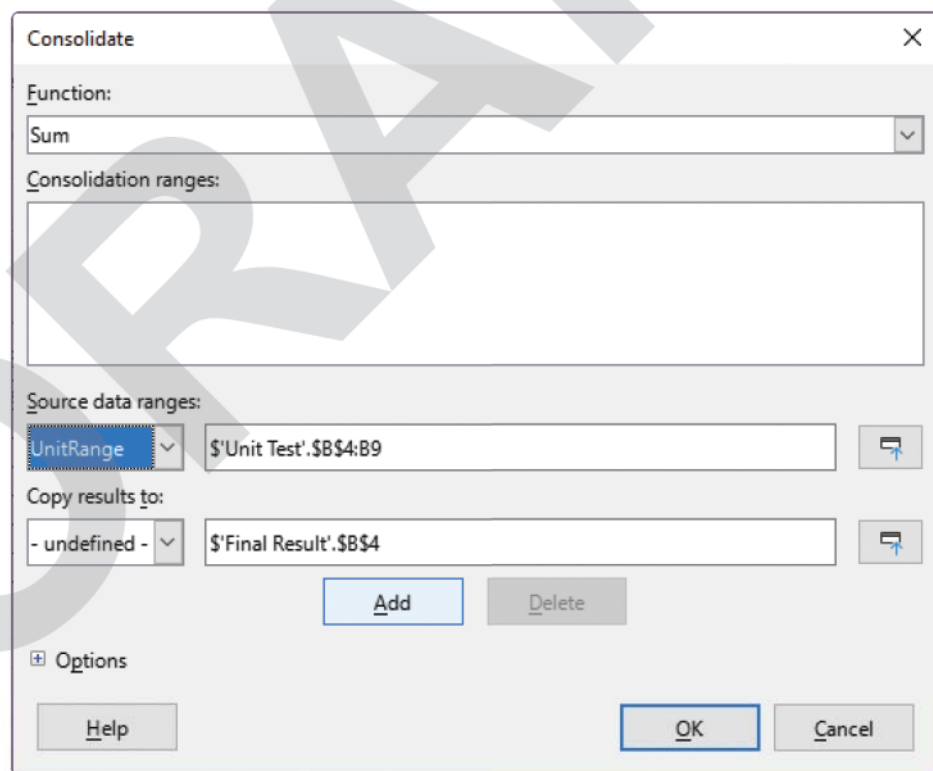 Consolidate
Function:
Sum
Consolidation ranges:
Source data ranges:
UnitRange $'Unit Test'.$B$4:B9
Copy results to:
- undefined - $'Final Result'.$B$4
Add Delete
Options
Help OK Cancel